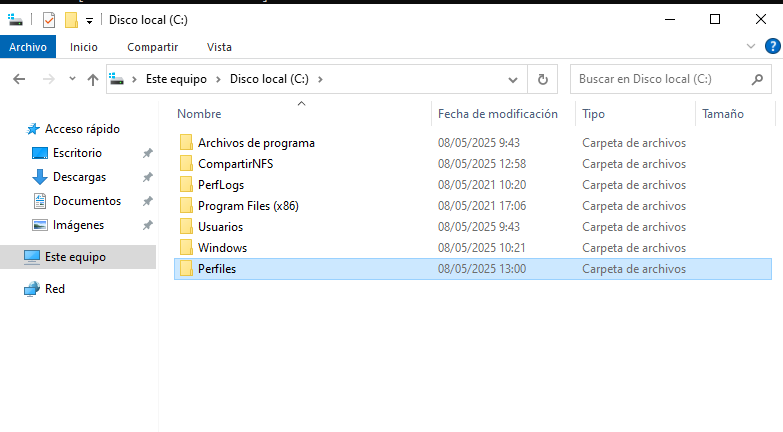 Disco local (C:)
Archivo Inicio Compartir Vista
Este equipo Disco local (C:) Buscar en Disco local (C:)
Nombre Fecha de modificación Tipo Tamaño
Acceso rápido
Escritorio
Descargas
Documentos
Imágenes
Este equipo
Red
Archivos de programa 08/05/2025 9:43 Carpeta de archivos
CompartirNFS 08/05/2025 12:58 Carpeta de archivos
PerfLogs 08/05/2021 10:20 Carpeta de archivos
Program Files (x86) 08/05/2021 17:06 Carpeta de archivos
Usuarios 08/05/2025 9:43 Carpeta de archivos
Windows 08/05/2025 10:21 Carpeta de archivos
Perfiles 08/05/2025 13:00 Carpeta de archivos